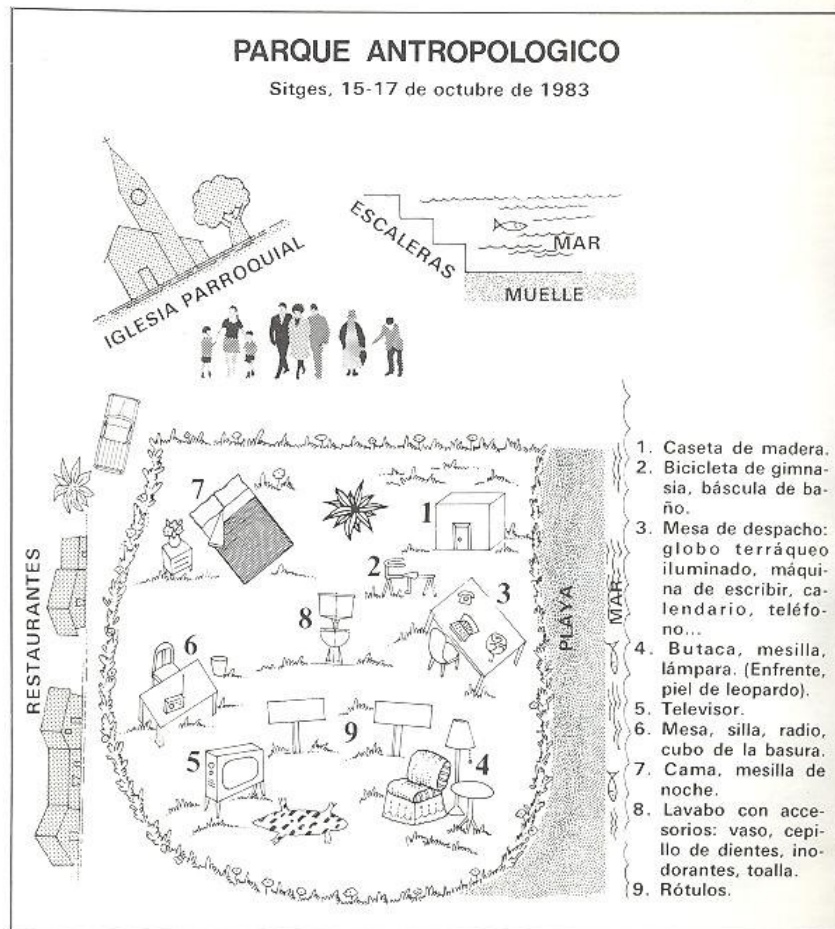 PARQUE ANTROPOLOGICO
Sitges, 15-17 de octubre de 1983
IGLESIA PARROQUIAL
ESCALERAS
MAR
MUELLE
RESTAURANTES
7
1
2
3
8
6
9
5
4
PLAYA
MAR
1. Caseta de madera.
2. Bicicleta de gimna-
sia, báscula de ba-
ño.
3. Mesa de despacho:
globo terráqueo
iluminado, máqui-
na de escribir, ca-
lendario, teléfo-
no...
4. Butaca, mesilla,
lámpara. (Enfrente,
piel de leopardo).
5. Televisor.
6. Mesa, silla, radio,
cubo de la basura.
7. Cama, mesilla de
noche.
8. Lavabo con acce-
sorios: vaso, cepi-
llo de dientes, ino-
dorantes, toalla.
9. Rótulos.